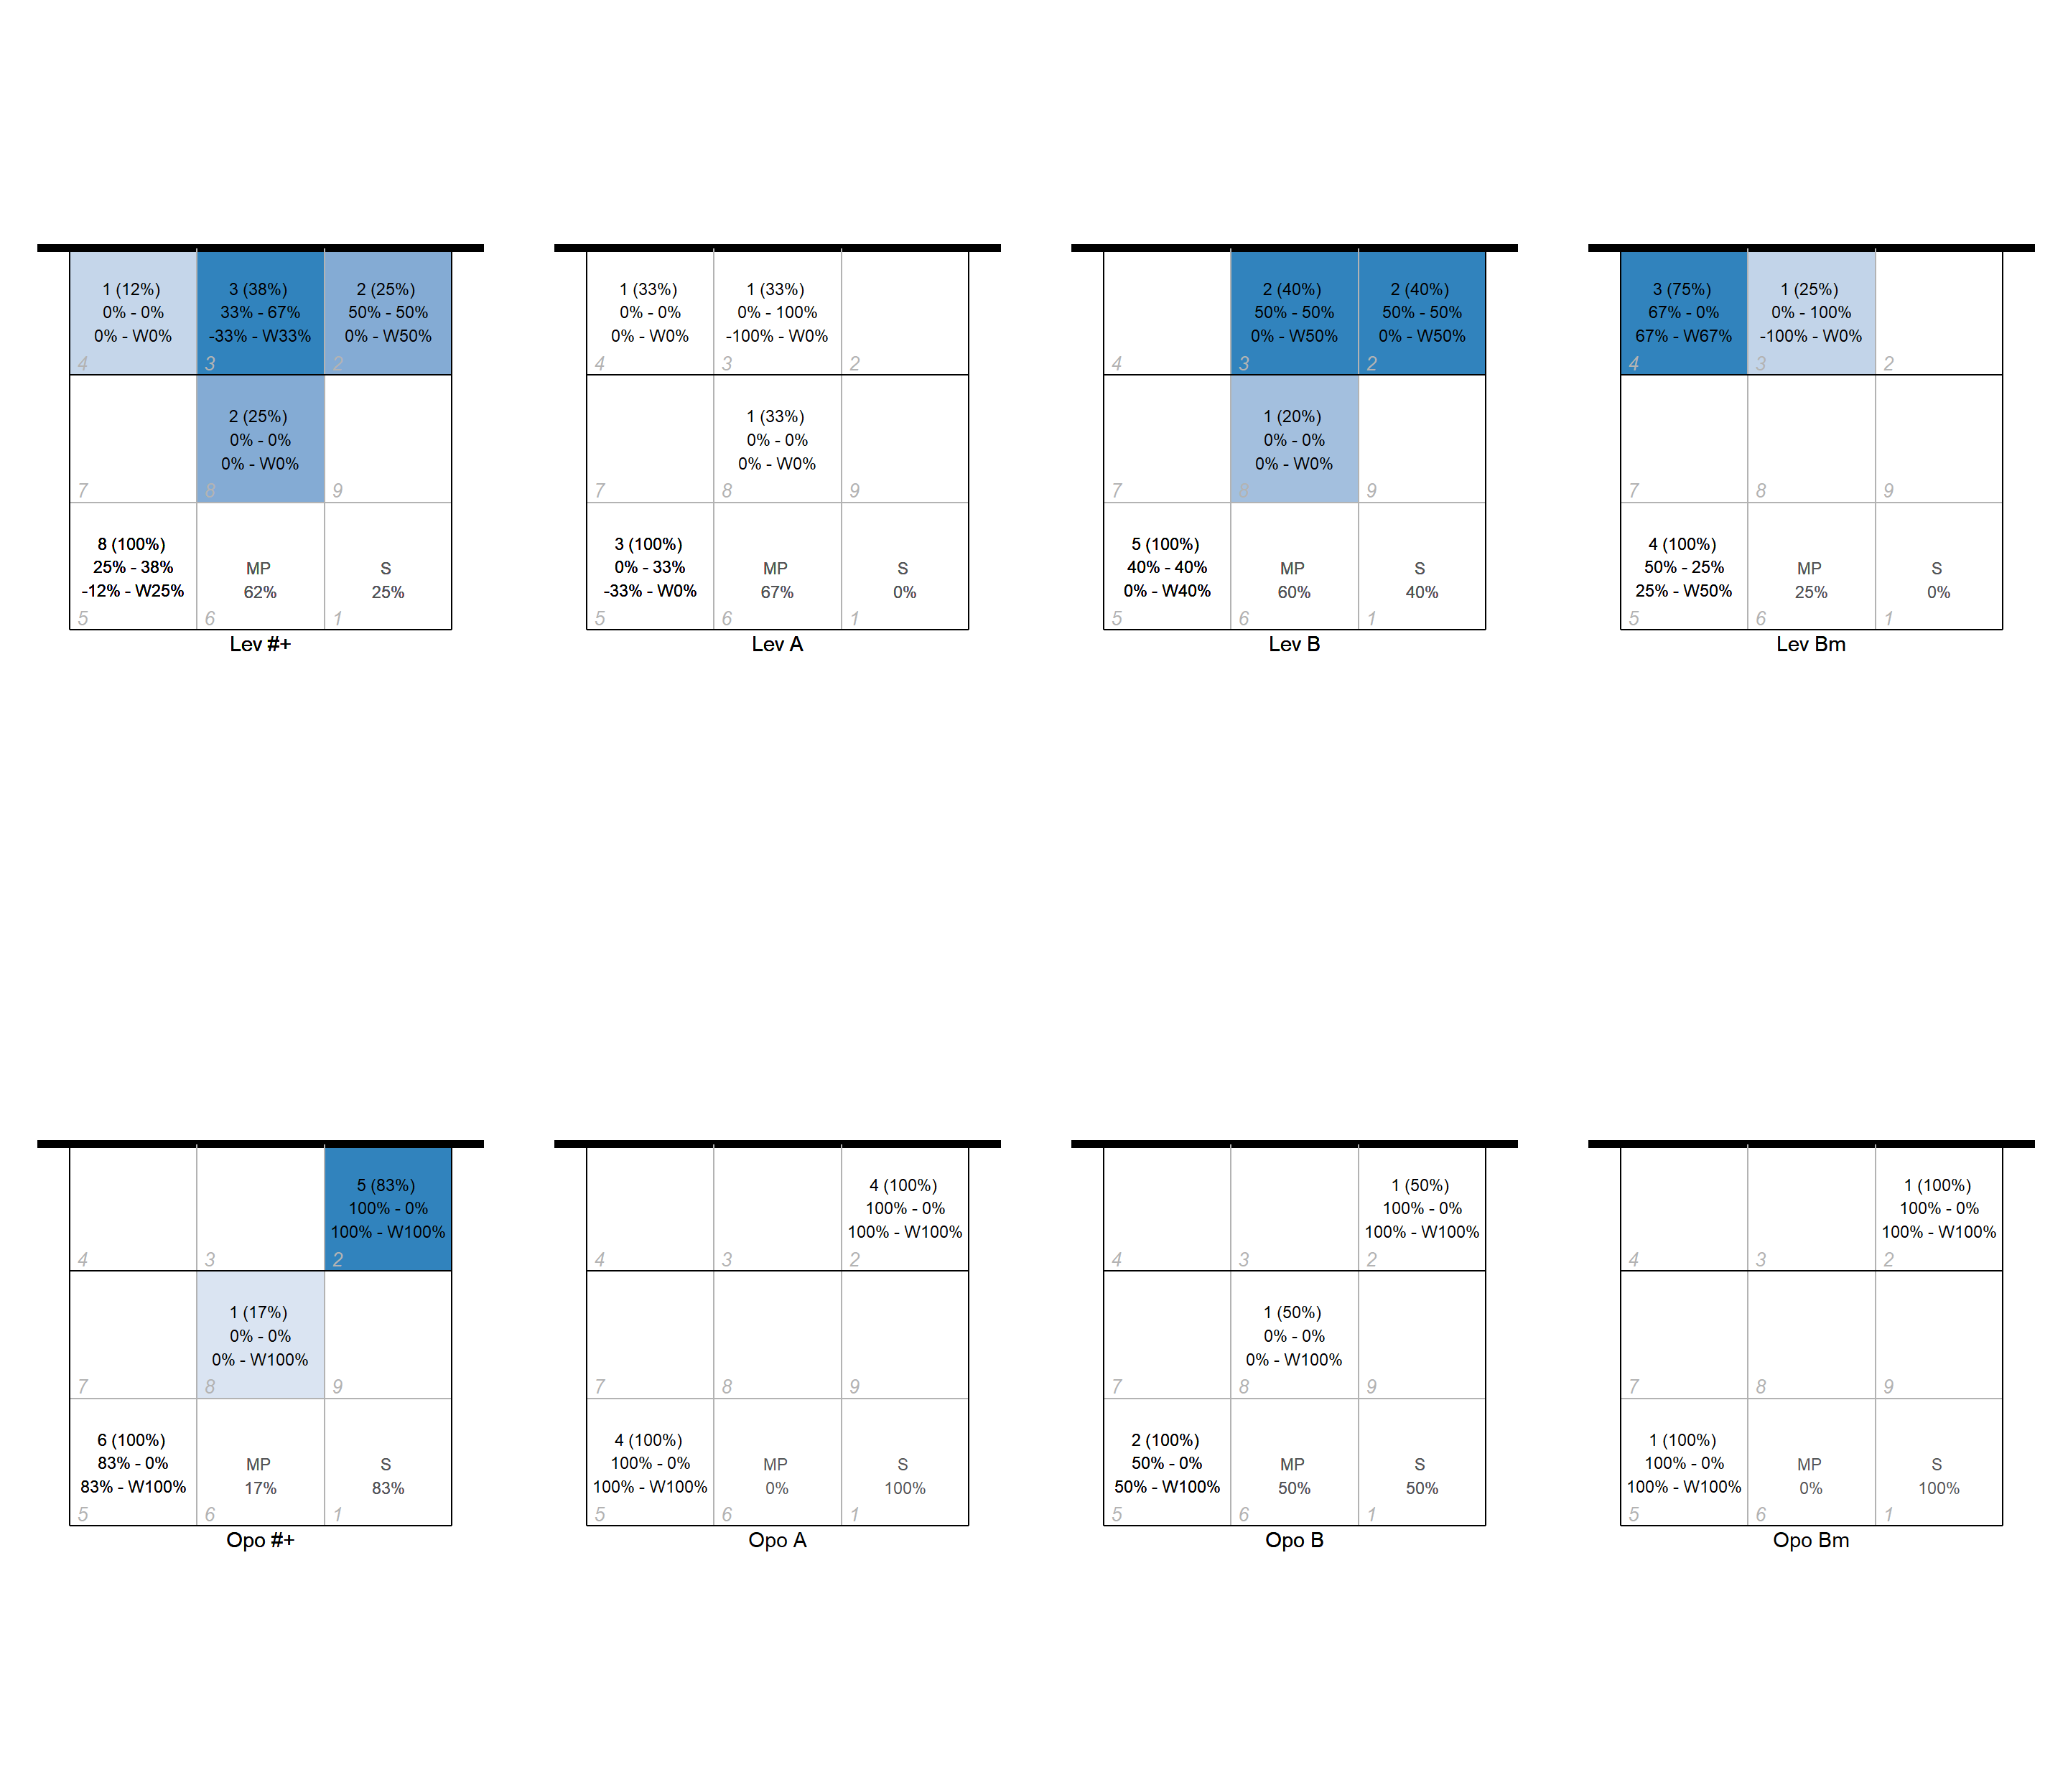 1 (12%)
0% - 0%
0% - W0%
4
3 (38%)
33% - 67%
-33% - W33%
3
2 (25%)
50% - 50%
0% - W50%
2
7
2 (25%)
0% - 0%
0% - W0%
8
9
8 (100%)
25% - 38%
-12% - W25%
5
MP
62%
6
S
25%
1
Lev #+
1 (33%)
0% - 0%
0% - W0%
4
1 (33%)
0% - 100%
-100% - W0%
3
2
7
1 (33%)
0% - 0%
0% - W0%
8
9
3 (100%)
0% - 33%
-33% - W0%
5
MP
67%
6
S
0%
1
Lev A
4
2 (40%)
50% - 50%
0% - W50%
3
2 (40%)
50% - 50%
0% - W50%
2
7
1 (20%)
0% - 0%
0% - W0%
8
9
5 (100%)
40% - 40%
0% - W40%
5
MP
60%
6
S
40%
1
Lev B
3 (75%)
67% - 0%
67% - W67%
4
1 (25%)
0% - 100%
-100% - W0%
3
2
7
8
9
4 (100%)
50% - 25%
25% - W50%
5
MP
25%
6
S
0%
1
Lev Bm
4
3
5 (83%)
100% - 0%
100% - W100%
2
7
1 (17%)
0% - 0%
0% - W100%
8
9
6 (100%)
83% - 0%
83% - W100%
5
MP
17%
6
S
83%
1
Opo #+
4
3
4 (100%)
100% - 0%
100% - W100%
2
7
8
9
4 (100%)
100% - 0%
100% - W100%
5
MP
0%
6
S
100%
1
Opo A
4
3
1 (50%)
100% - 0%
100% - W100%
2
7
1 (50%)
0% - 0%
0% - W100%
8
9
2 (100%)
50% - 0%
50% - W100%
5
MP
50%
6
S
50%
1
Opo B
4
3
1 (100%)
100% - 0%
100% - W100%
2
7
8
9
1 (100%)
100% - 0%
100% - W100%
5
MP
0%
6
S
100%
1
Opo Bm